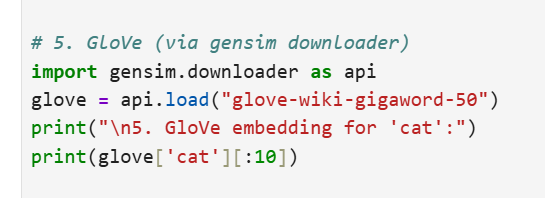 # 5. GloVe (via gensim downloader)
import gensim.downloader as api
glove = api.load("glove-wiki-gigaword-50")
print("\n5. GloVe embedding for 'cat':")
print(glove['cat'][:10])